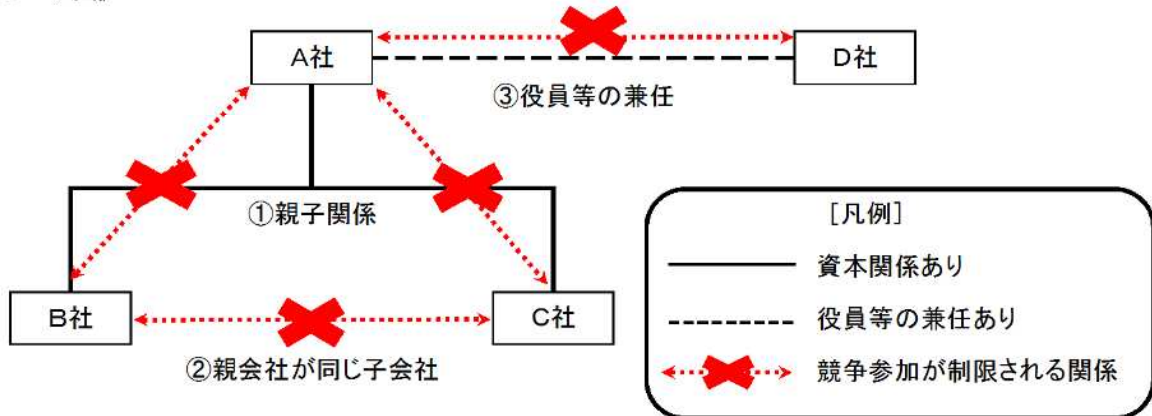 A社
D社
③役員等の兼任
①親子関係
B社
C社
②親会社が同じ子会社
[凡例]
資本関係あり
役員等の兼任あり
競争参加が制限される関係